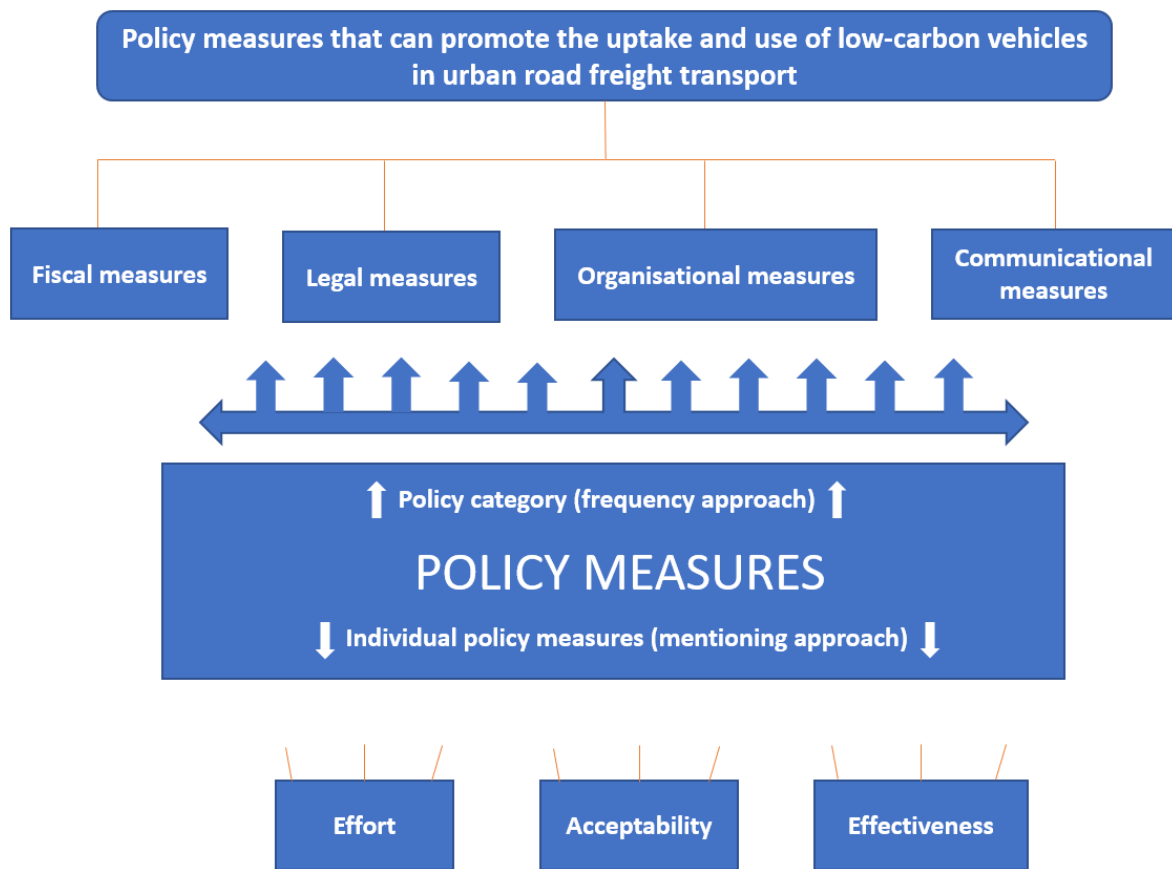 Policy measures that can promote the uptake and use of low-carbon vehicles
in urban road freight transport
Fiscal measures
Legal measures
Organisational measures
Communicational
measures
Policy category (frequency approach)
POLICY MEASURES
Individual policy measures (mentioning approach)
Effort
Acceptability
Effectiveness